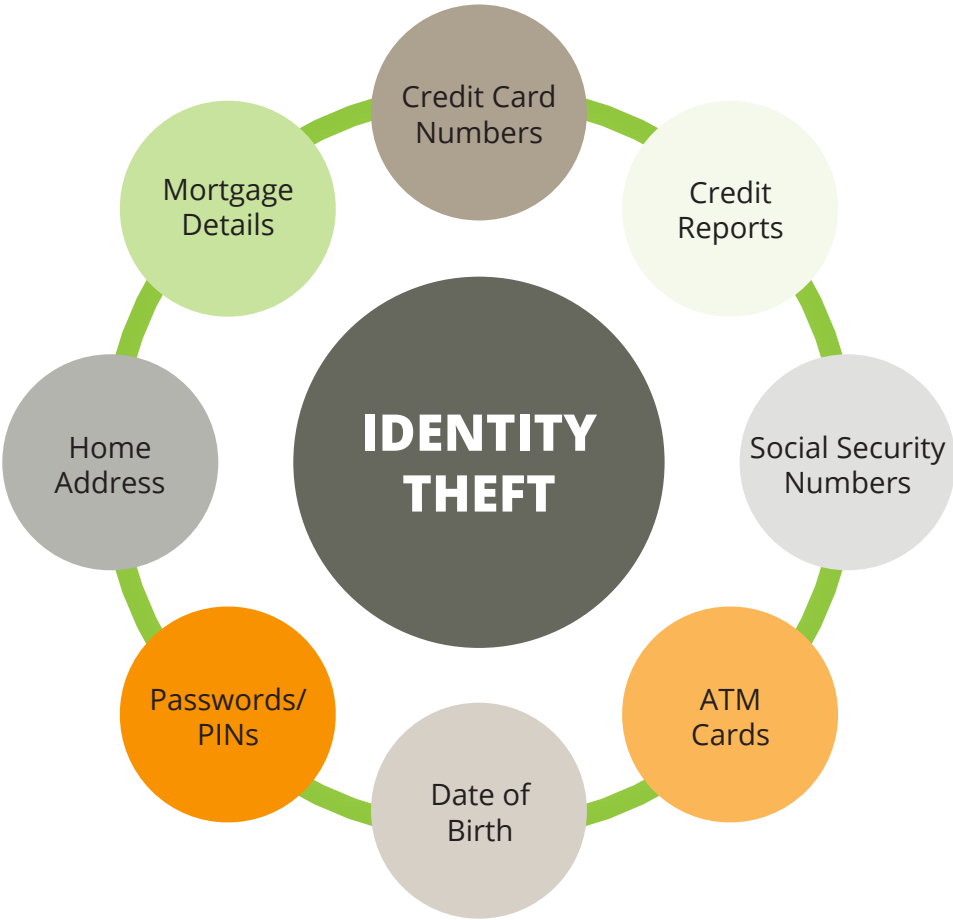 Credit Card
Numbers
Credit
Reports
Social Security
Numbers
ATM
Cards
Date of
Birth
Passwords/
PINs
Home
Address
Mortgage
Details
IDENTITY
THEFT